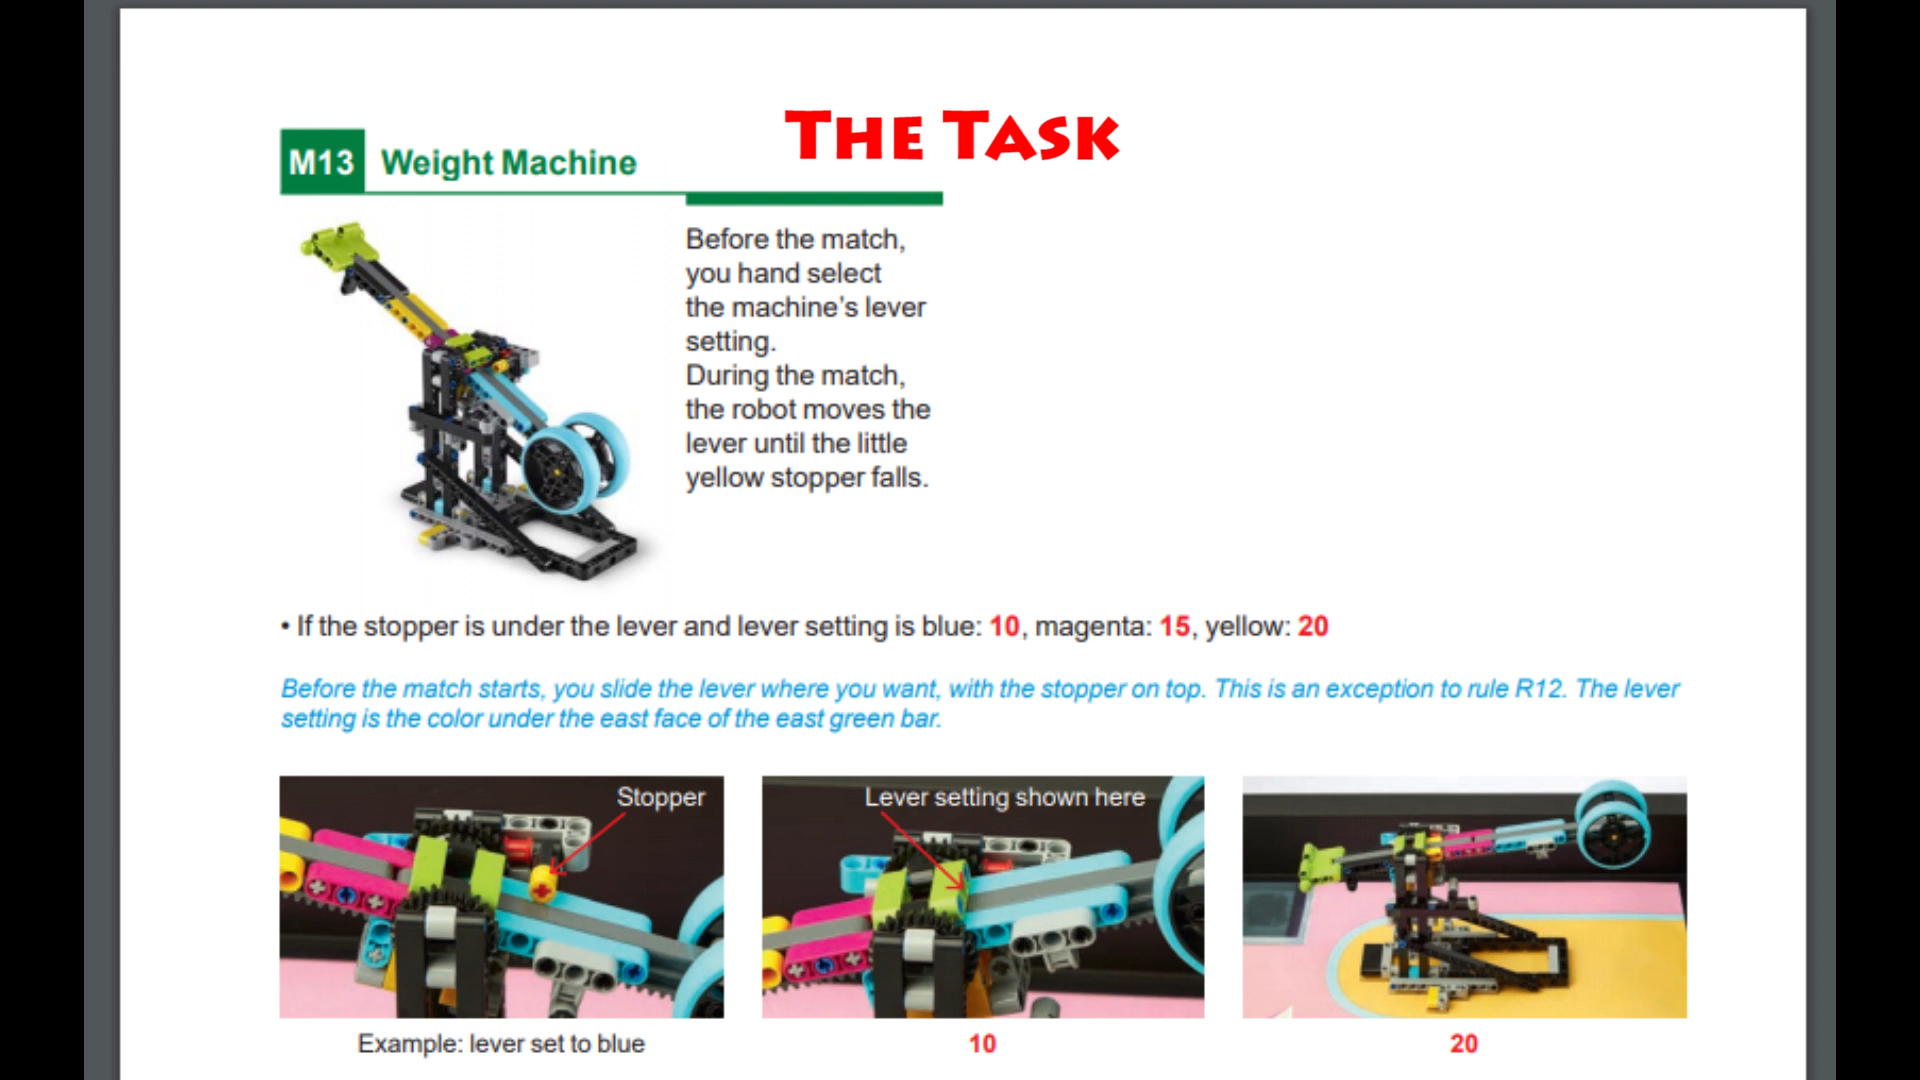 THE TASK
M13 Weight Machine
Before the match,
you hand select
the machine's lever
setting.
During the match,
the robot moves the
lever until the little
yellow stopper falls.
• If the stopper is under the lever and lever setting is blue: 10, magenta: 15, yellow: 20
Before the match starts, you slide the lever where you want, with the stopper on top. This is an exception to rule R12. The lever
setting is the color under the east face of the east green bar.
Stopper
Lever setting shown here
Example: lever set to blue
10
20